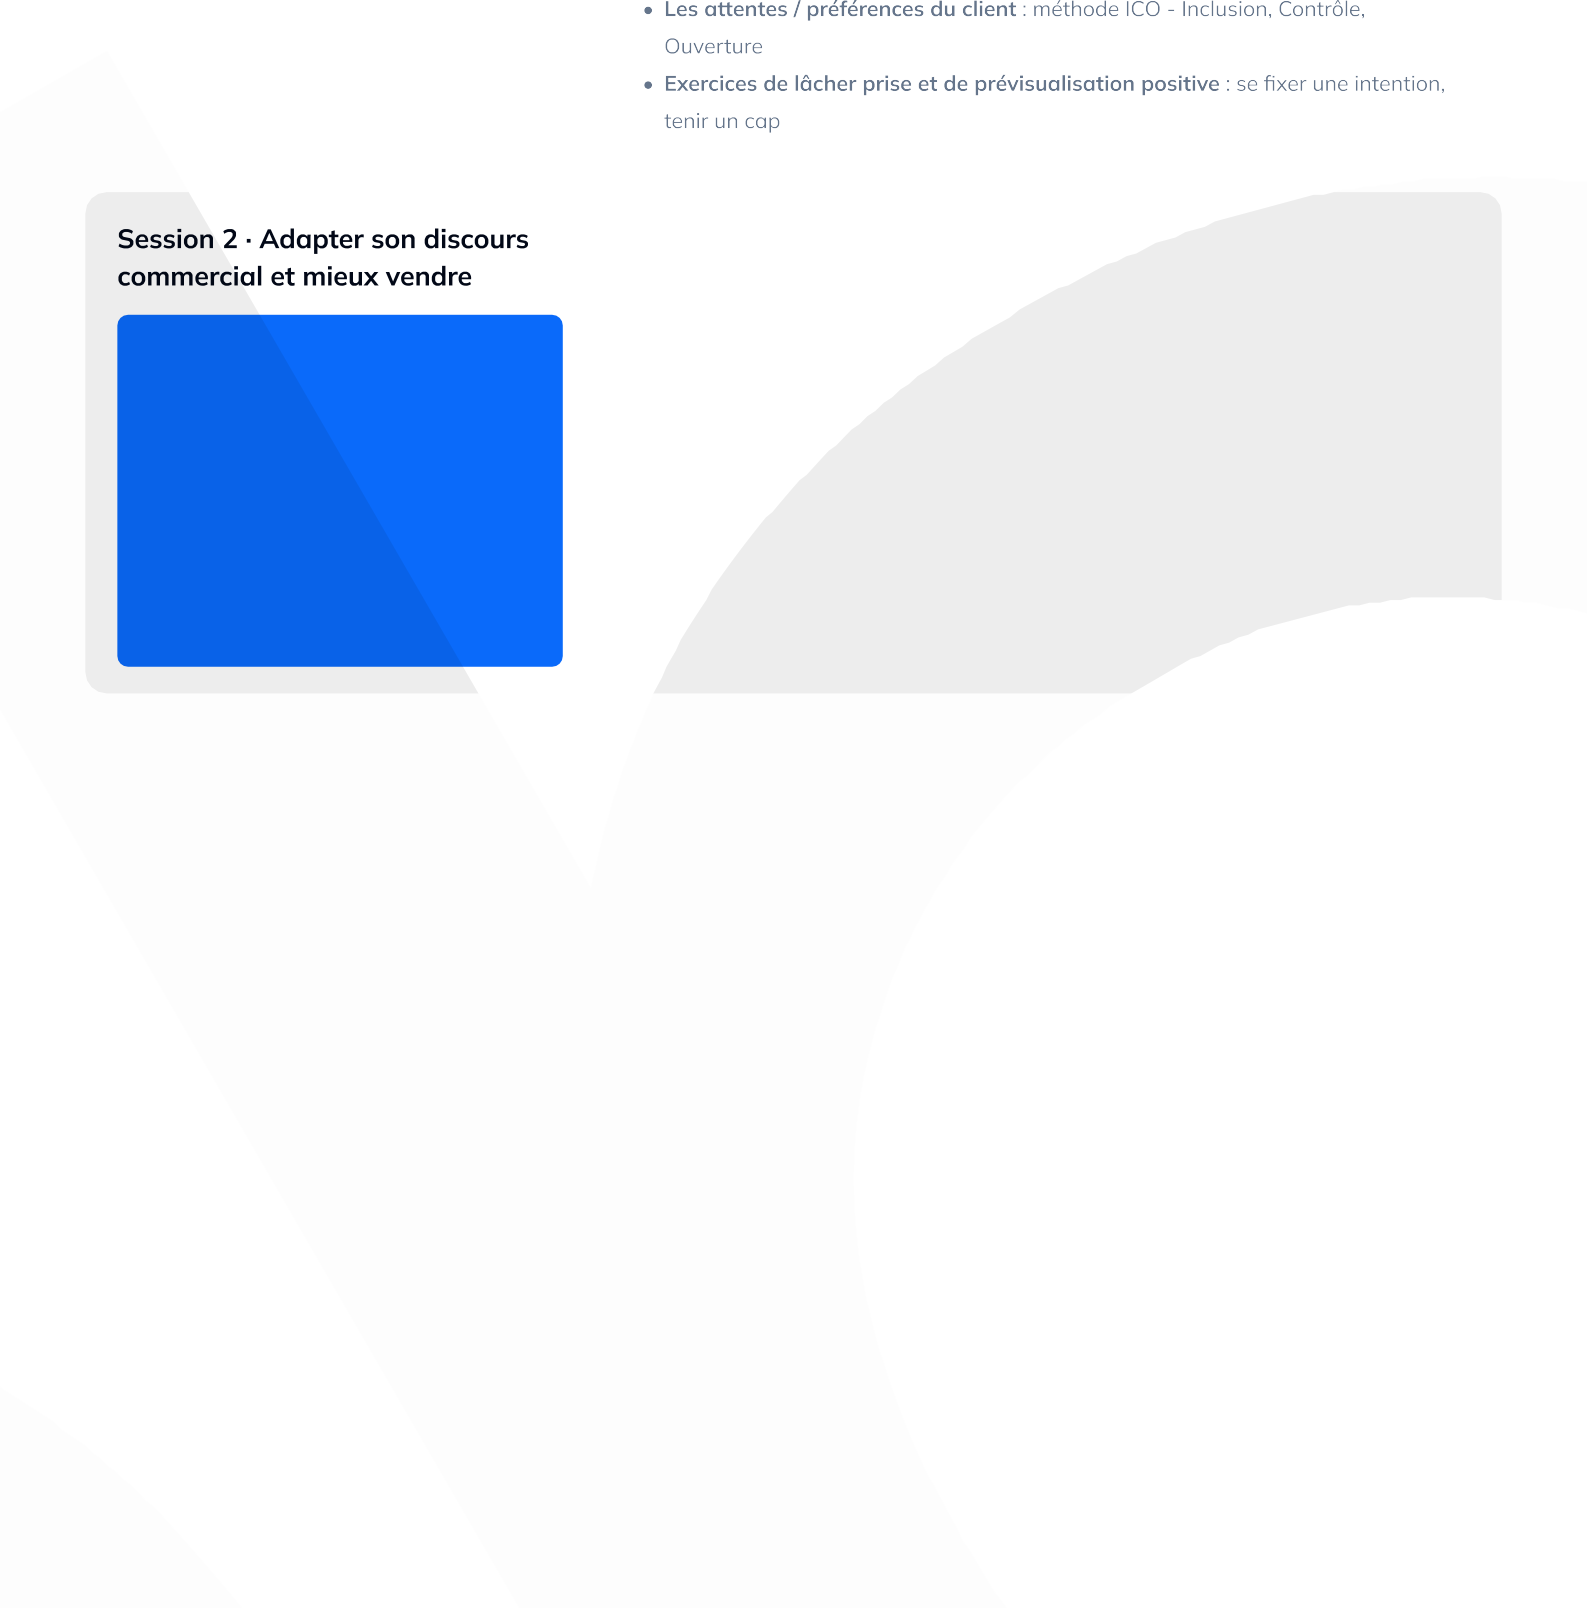 • Les attentes / préférences du client : méthode ICO - Inclusion, Contrôle,
Ouverture
• Exercices de lâcher prise et de prévisualisation positive : se fixer une intention,
tenir un cap
Session 2 · Adapter son discours
commercial et mieux vendre